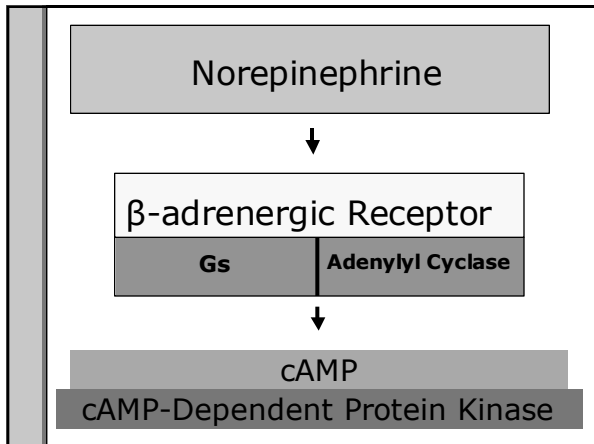 Norepinephrine
β-adrenergic Receptor
Gs
Adenylyl Cyclase
cAMP
cAMP-Dependent Protein Kinase